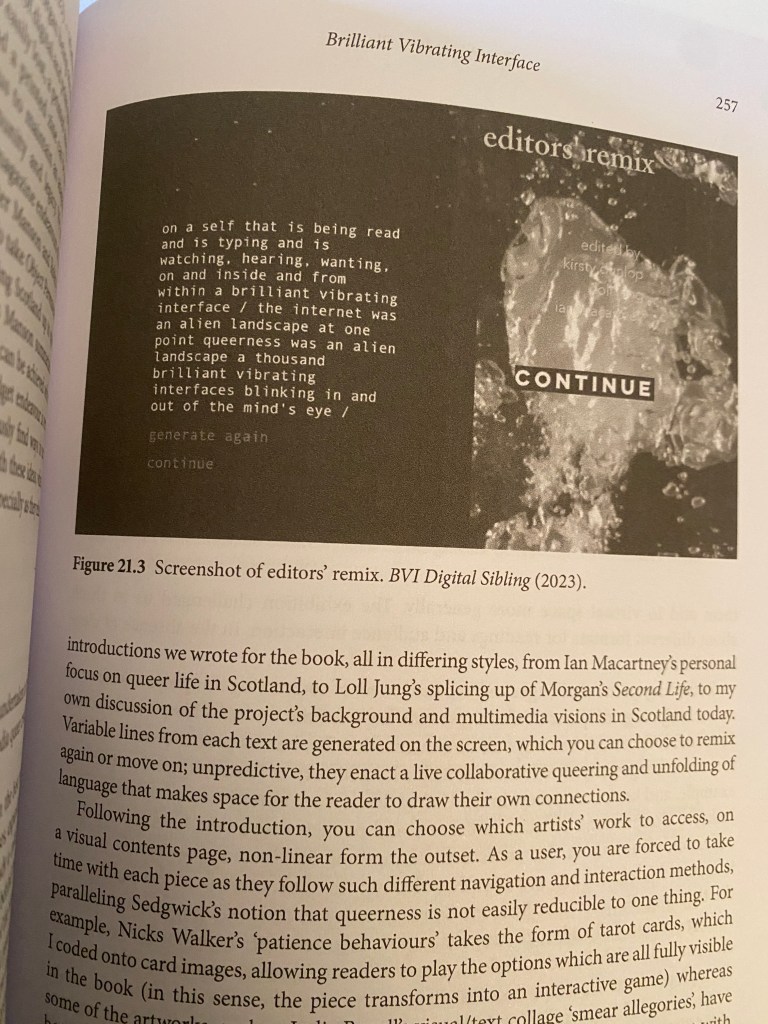 Brilliant Vibrating Interface
257
editors remix
on a self that is being read
and is typing and is
watching, hearing, wanting,
on and inside and from
within a brilliant vibrating
interface / the internet was
an alien landscape at one
point queerness was an alien
landscape a thousand
brilliant vibrating
interfaces blinking in and
out of the mind's eye /
generate again
continue
edited by
kirsty
CONTINUE
Figure 21.3 Screenshot of editors' remix. BVI Digital Sibling (2023).
introductions we wrote for the book, all in differing styles, from Ian Macartney's personal
focus on queer life in Scotland, to Loll Jung's splicing up of Morgan's Second Life, to my
own discussion of the project's background and multimedia visions in Scotland today.
Variable lines from each text are generated on the screen, which you can choose to remix
again or move on; unpredictive, they enact a live collaborative queering and unfolding of
language that makes space for the reader to draw their own connections.
Following the introduction, you can choose which artists' work to access, on
a visual contents page, non-linear form the outset. As a user, you are forced to take
time with each piece as they follow such different navigation and interaction methods,
paralleling Sedgwick's notion that queerness is not easily reducible to one thing. For
example, Nicks Walker's 'patience behaviours' takes the form of tarot cards, which
I coded onto card images, allowing readers to play the options which are all fully visible
in the book (in this sense, the piece transforms into an interactive game) whereas
some of the collage 'smear allegories', have